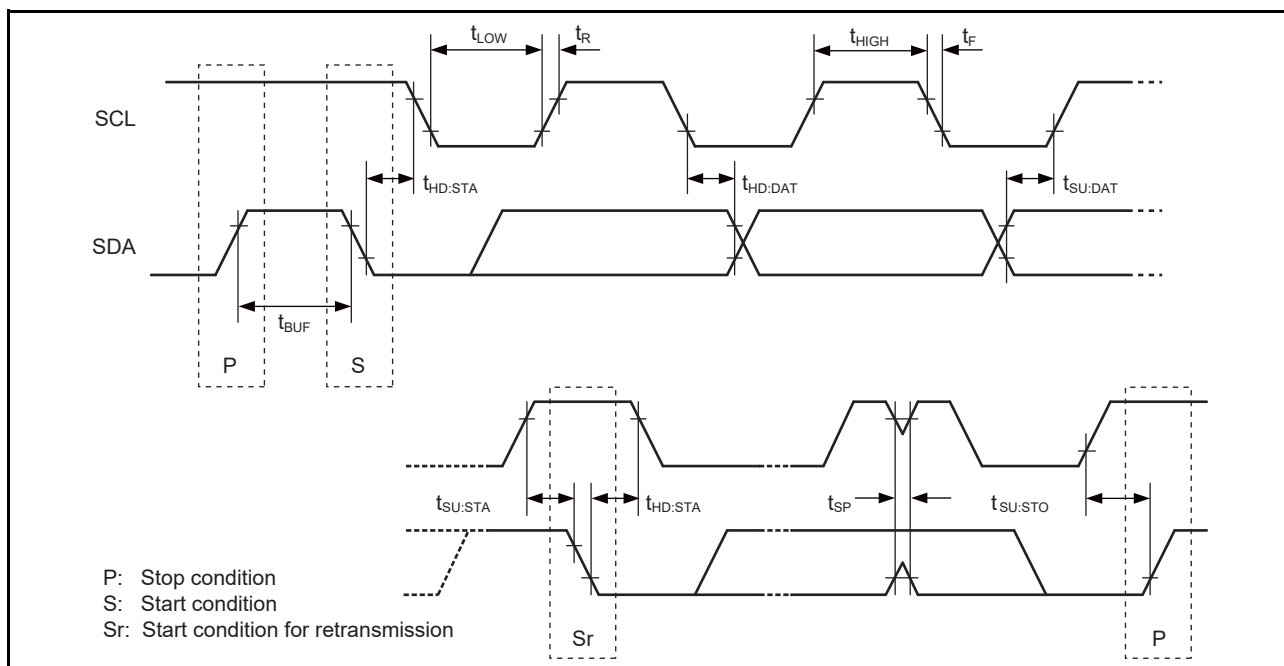 tLOW
tR
tHIGH
tF
SCL
tHD:STA
tHD:DAT
tSU:DAT
SDA
tBUF
P
S
tSU:STA
tHD:STA
tSP
tSU:STO
P: Stop condition
S: Start condition
Sr: Start condition for retransmission
Sr
P